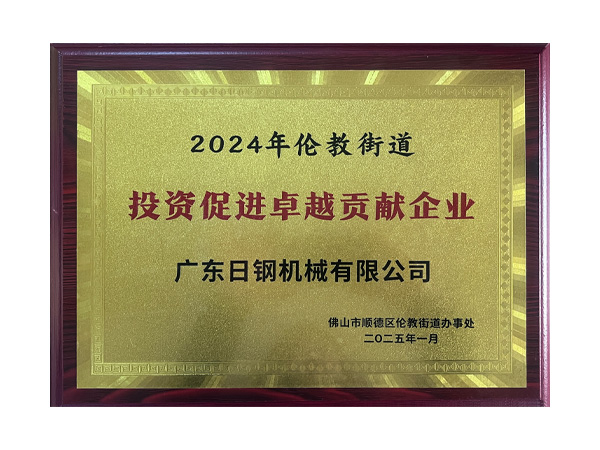 2024年伦教街道
投资促进卓越贡献企业
广东日钢机械有限公司
佛山市顺德区伦教街道办事处
二〇二五年一月